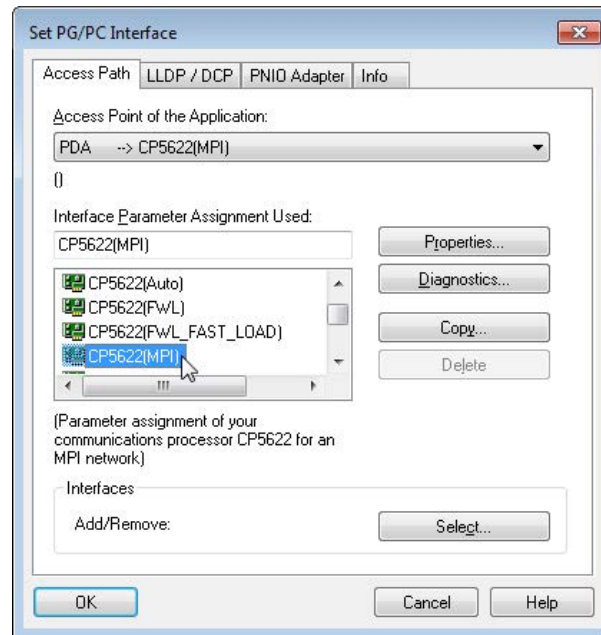 Set PG/PC Interface
Access Path LLDP / DCP PNIO Adapter Info
Access Point of the Application:
PDA --> CP5622(MPI)
()
Interface Parameter Assignment Used:
CP5622(MPI)
Properties...
CP5622(Auto)
Diagnostics...
CP5622(FWL)
CP5622(FWL_FAST_LOAD)
Copy...
CP5622(MPI)
Delete
(Parameter assignment of your
communications processor CP5622 for an
MPI network)
Interfaces
Add/Remove:
Select...
OK Cancel Help